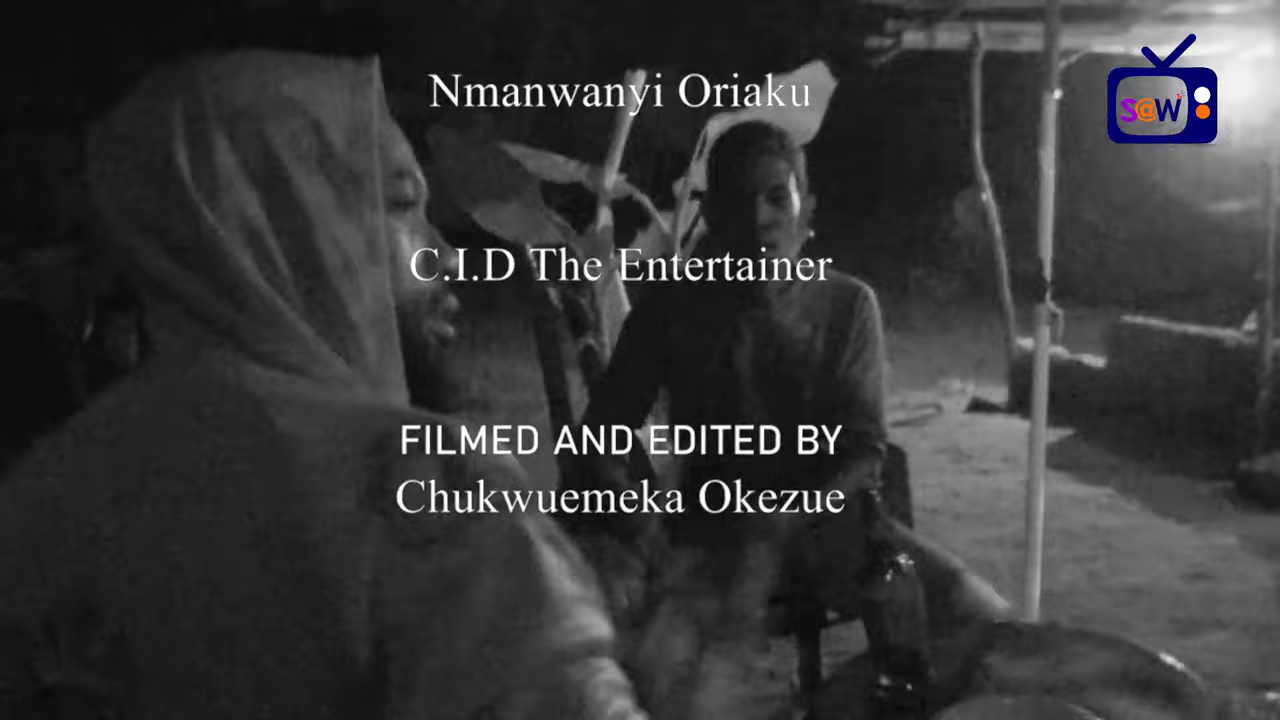 Nmanwanyi Oriaku
S@W
C.I.D The Entertainer
FILMED AND EDITED BY
Chukwuemeka Okezue